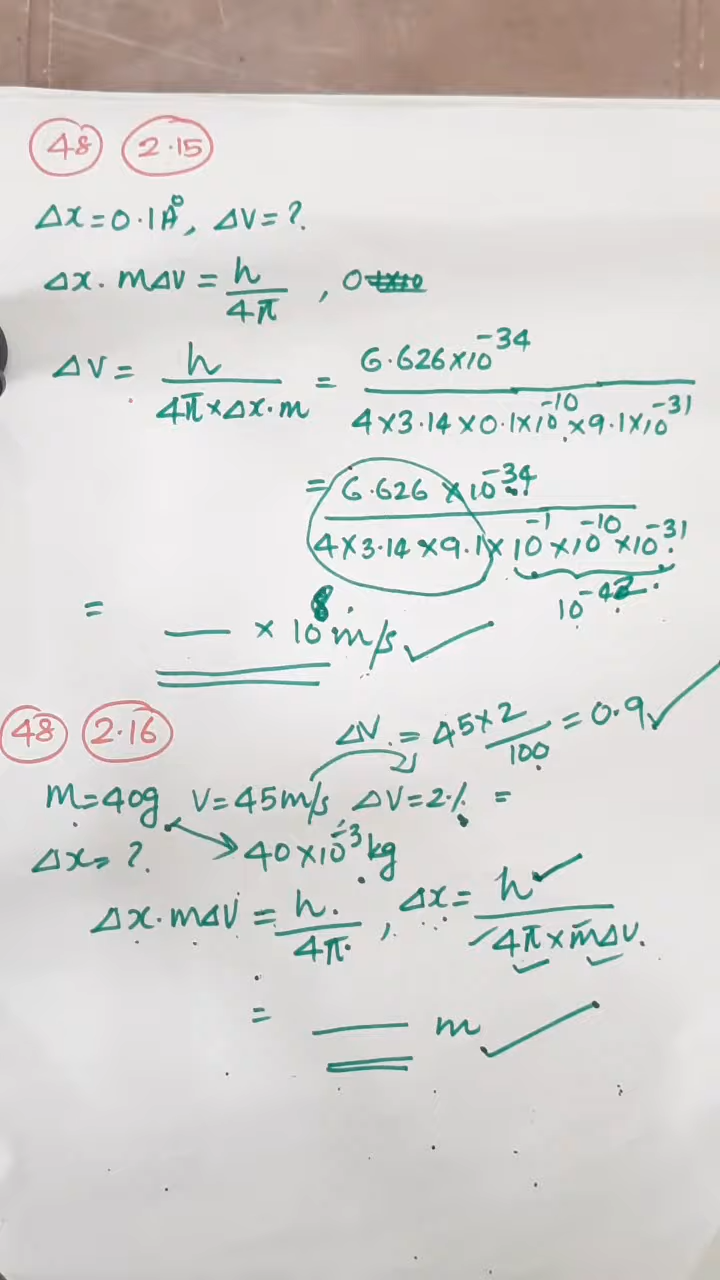 48 2.15
Δx=0.1A°, ΔV=?
Δx. mΔV = h/4π , 0
ΔV = h/4π×Δx.m = 6.626×10^-34/4×3.14×0.1×10^-10×9.1×10^-31
= 6.626×10^-34/4×3.14×9.1×10^-1×10^-10×10^-31
10^-42
= __ × 10^8 m/s ✓
48 2.16
ΔV. = 45×2/100 = 0.9 ✓
m=40g, V=45m/s, ΔV=2% =
Δx=?. → 40×10^-3 kg
Δx.mΔV = h./4π. , Δx = h/4π×mΔV.
= __ m ✓